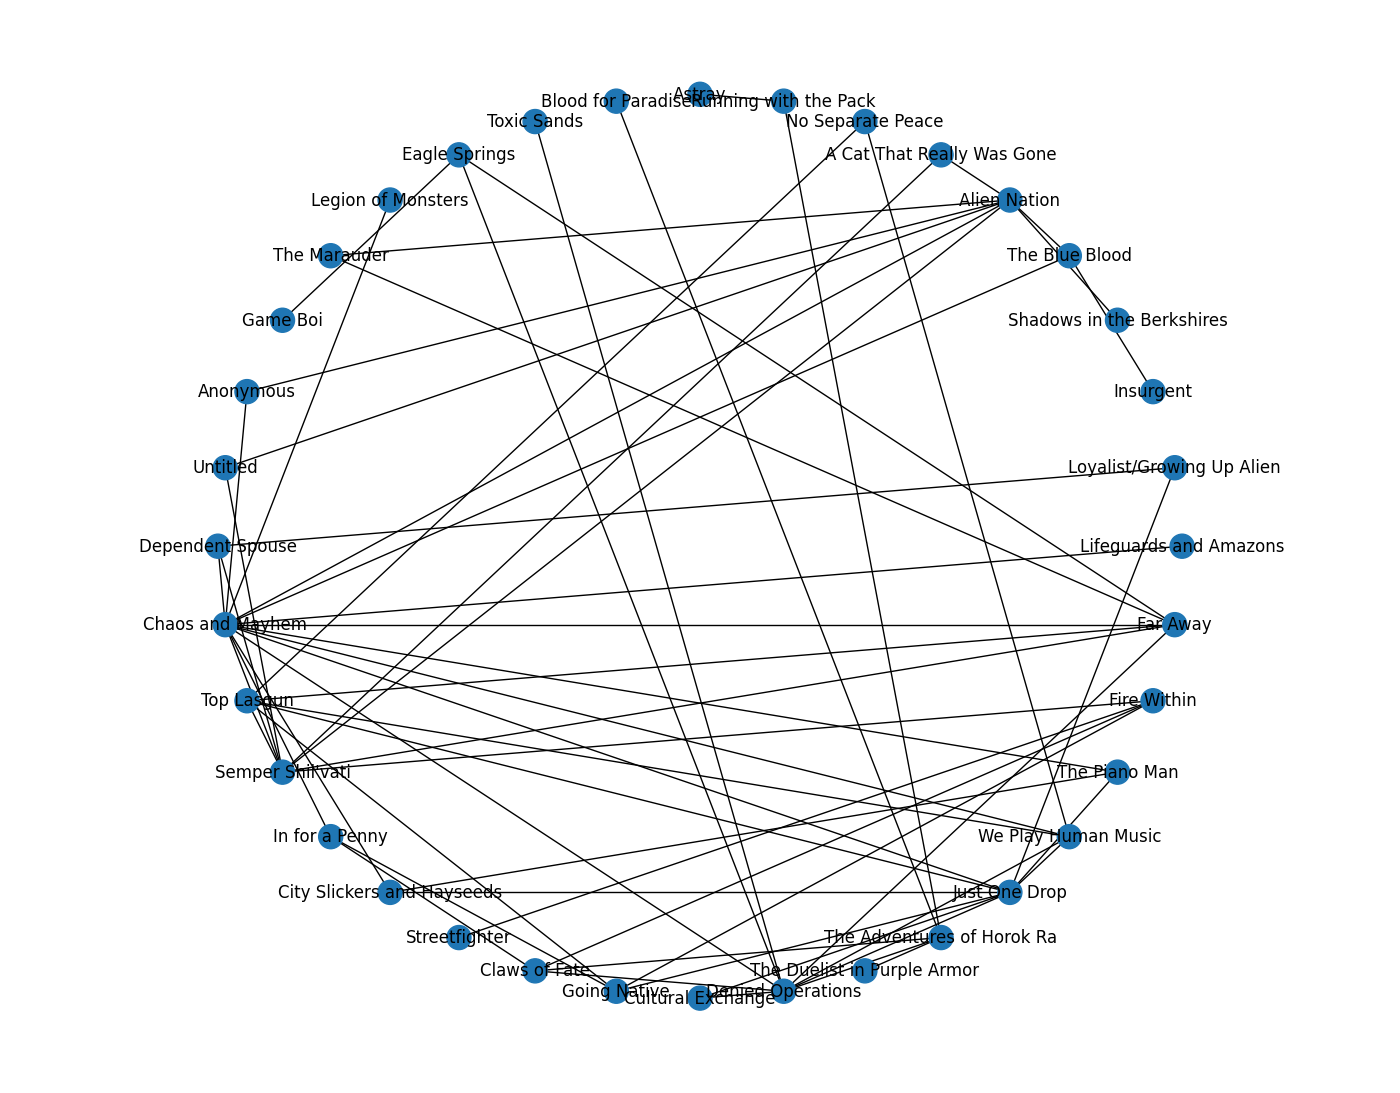 Astray
Blood for Paradise
Running with the Pack
Toxic Sands
No Separate Peace
Eagle Springs
A Cat That Really Was Gone
Legion of Monsters
Alien Nation
The Marauder
The Blue Blood
Game Boi
Shadows in the Berkshires
Anonymous
Insurgent
Untitled
Loyalist/Growing Up Alien
Dependent Spouse
Lifeguards and Amazons
Chaos and Mayhem
Far Away
Top Lasgun
Fire Within
Semper Shil'vati
The Piano Man
In for a Penny
We Play Human Music
City Slickers and Hayseeds
Just One Drop
Streetfighter
The Adventures of Horok Ra
Claws of Fate
The Duelist in Purple Armor
Going Native
Denied Operations
Cultural Exchange